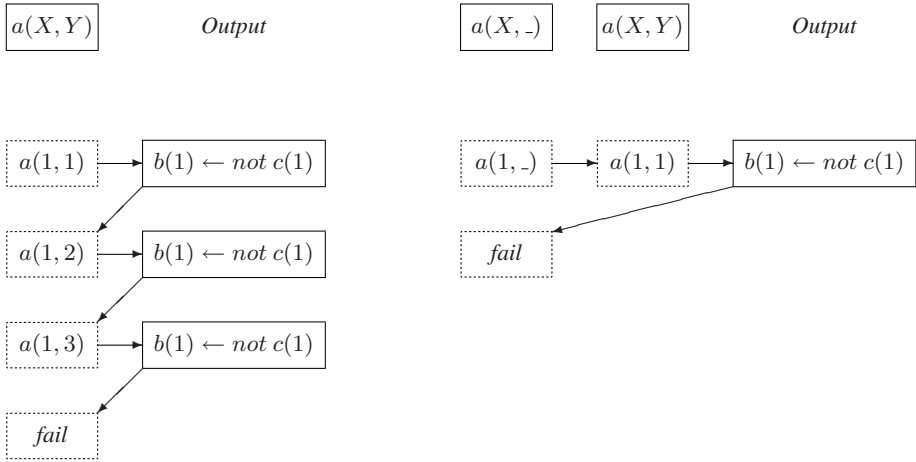 a(X, Y) Output a(X, _) a(X, Y) Output
a(1, 1) b(1) ← not c(1) a(1, _) a(1, 1) b(1) ← not c(1)
a(1, 2) b(1) ← not c(1) fail
a(1, 3) b(1) ← not c(1)
fail